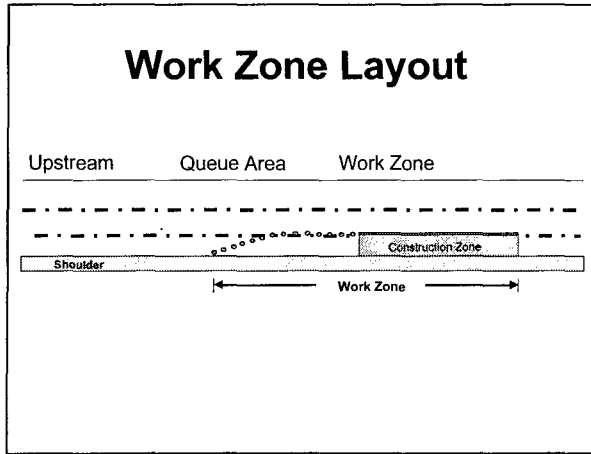 Work Zone Layout
Upstream Queue Area Work Zone
Construction Zone
Shoulder
Work Zone